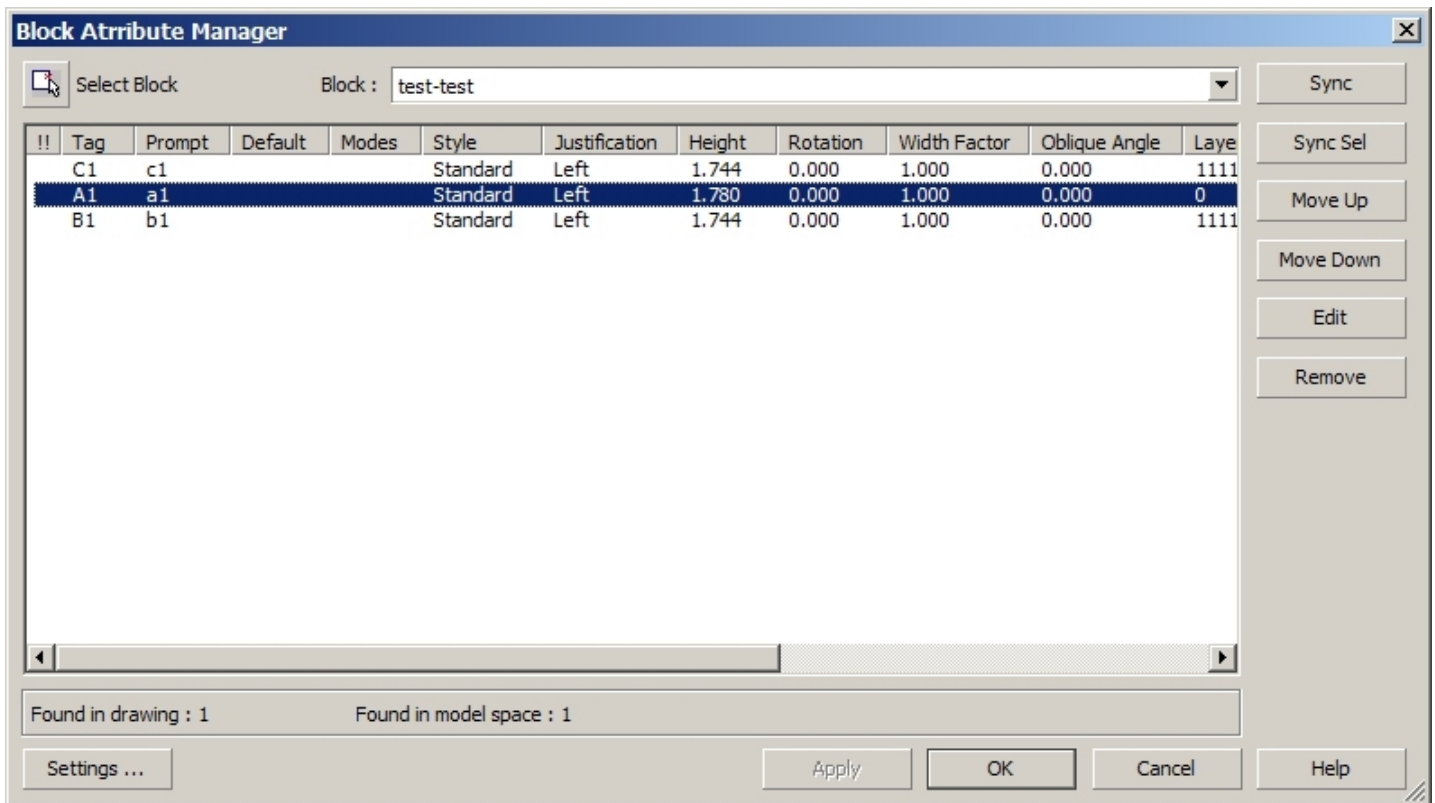 Block Atrribute Manager
Select Block Block : test-test Sync
!! Tag Prompt Default Modes Style Justification Height Rotation Width Factor Oblique Angle Laye Sync Sel
C1 c1 Standard Left 1.744 0.000 1.000 0.000 1111
A1 a1 Standard Left 1.780 0.000 1.000 0.000 0 Move Up
B1 b1 Standard Left 1.744 0.000 1.000 0.000 1111
Move Down
Edit
Remove
Found in drawing : 1 Found in model space : 1
Settings ... Apply OK Cancel Help